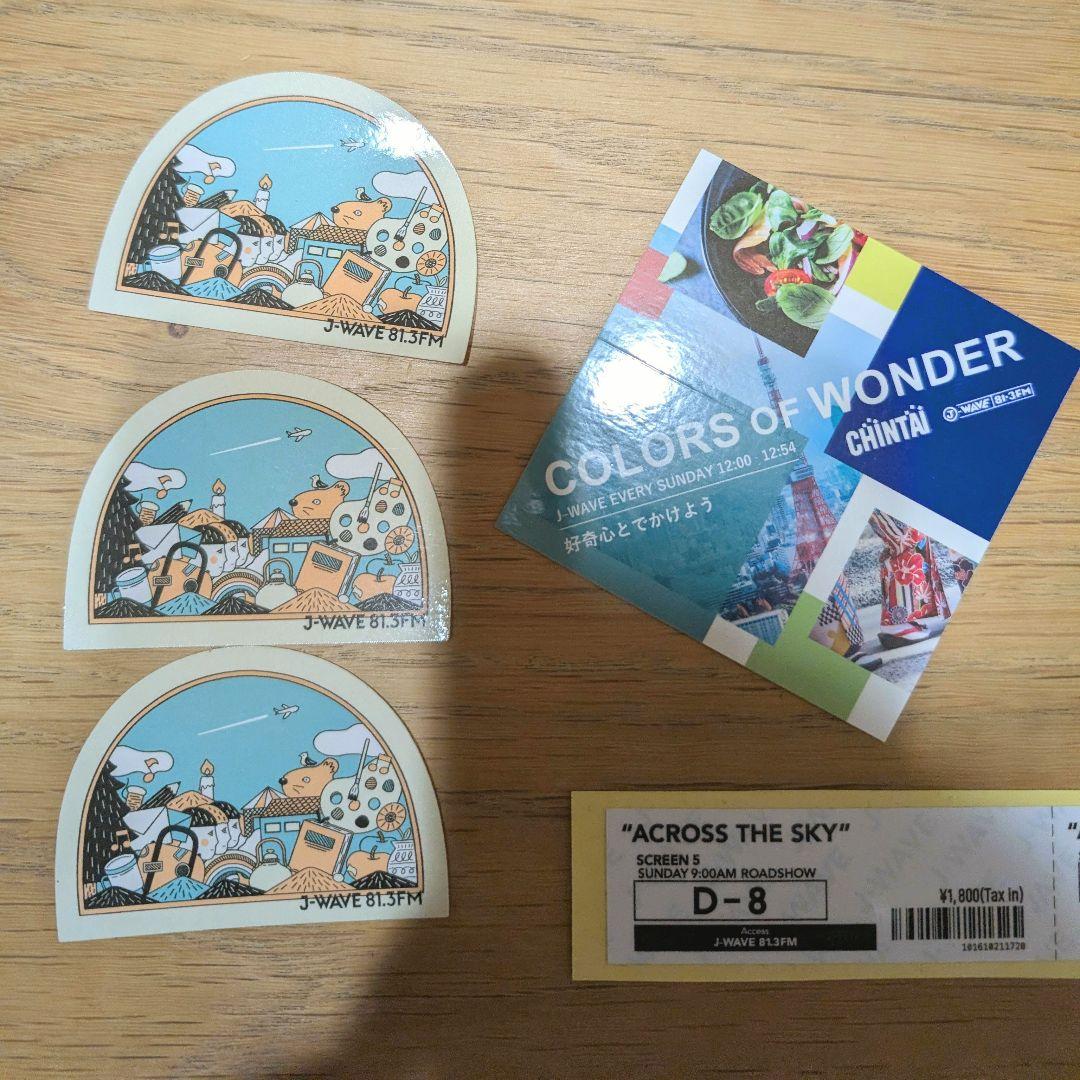 J-WAVE 81.3FM
J-WAVE 81.3FM
J-WAVE 81.3FM
COLORS OF WONDER
CHINTAI J-WAVE 81.3FM
J-WAVE EVERY SUNDAY 12:00 - 12:54
好奇心とでかけよう
"ACROSS THE SKY"
SCREEN 5
SUNDAY 9:00AM ROADSHOW
D-8
¥1,800(Tax in)
Access
J-WAVE 81.3FM
101610211720